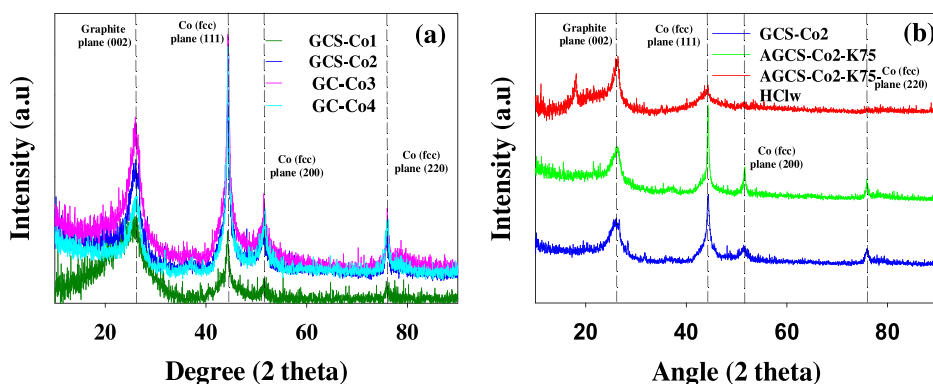 (a)
Graphite
plane (002)
Co (fcc)
plane (111)
GCS-Co1
GCS-Co2
GC-Co3
GC-Co4
Co (fcc)
plane (200)
Co (fcc)
plane (220)
Intensity (a.u)
20
40
60
80
Degree (2 theta)
(b)
Graphite
plane (002)
Co (fcc)
plane (111)
GCS-Co2
AGCS-Co2-K75
AGCS-Co2-K75-
HClw
Co (fcc)
plane (220)
Co (fcc)
plane (200)
Intensity (a.u)
20
40
60
80
Angle (2 theta)